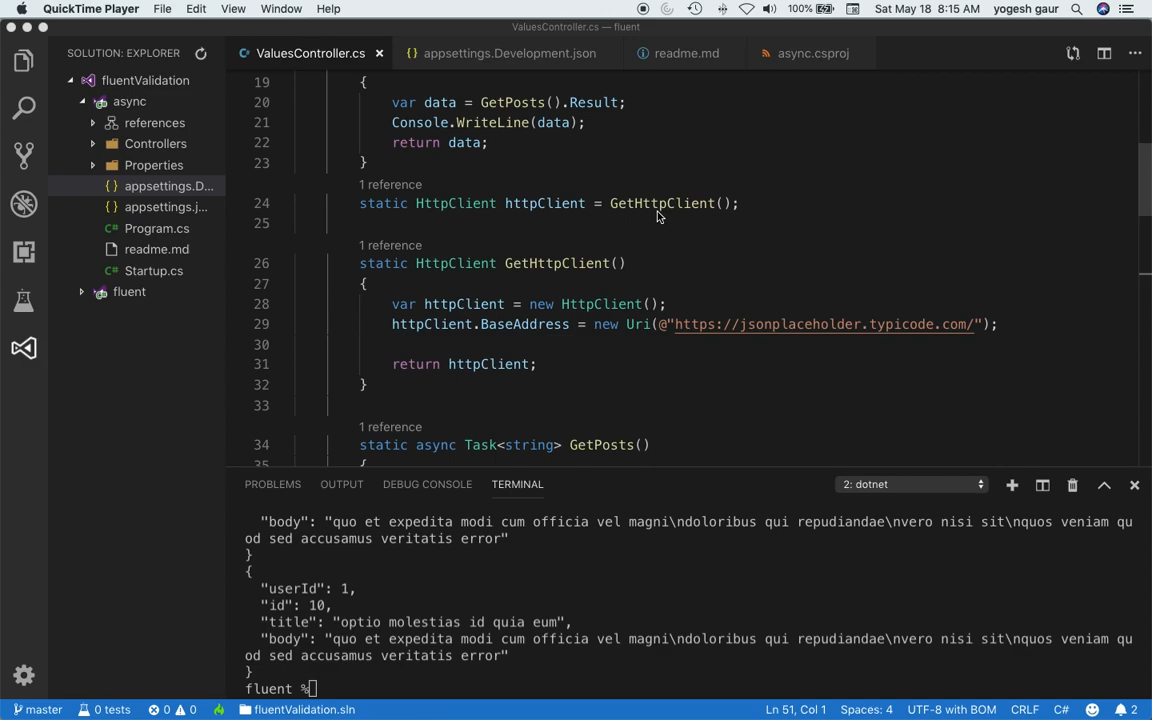 QuickTime Player File Edit View Window Help 100% Sat May 18 8:15 AM yogesh gaur
ValuesController.cs — fluent
SOLUTION: EXPLORER
ValuesController.cs appsettings.Development.json readme.md async.csproj
fluentValidation
async
references
Controllers
Properties
appsettings.D...
appsettings.j...
Program.cs
readme.md
Startup.cs
fluent
19 {
20 var data = GetPosts().Result;
21 Console.WriteLine(data);
22 return data;
23 }
1 reference
24 static HttpClient httpClient = GetHttpClient();
25
1 reference
26 static HttpClient GetHttpClient()
27 {
28 var httpClient = new HttpClient();
29 httpClient.BaseAddress = new Uri(@"https://jsonplaceholder.typicode.com/");
30
31 return httpClient;
32 }
33
1 reference
34 static async Task<string> GetPosts()
35 {
PROBLEMS OUTPUT DEBUG CONSOLE TERMINAL 2: dotnet
"body": "quo et expedita modi cum officia vel magni\ndoloribus qui repudiandae\nvero nisi sit\nquos veniam qu
od sed accusamus veritatis error"
}
{
"userId": 1,
"id": 10,
"title": "optio molestias id quia eum",
"body": "quo et expedita modi cum officia vel magni\ndoloribus qui repudiandae\nvero nisi sit\nquos veniam qu
od sed accusamus veritatis error"
}
fluent %
master 0 tests 0 0 fluentValidation.sln Ln 51, Col 1 Spaces: 4 UTF-8 with BOM CRLF C# 2